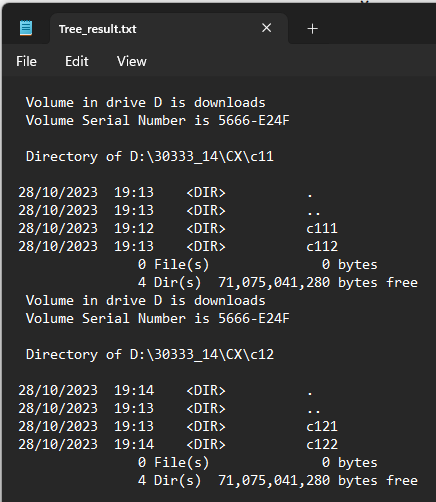 Tree_result.txt
File Edit View
Volume in drive D is downloads
Volume Serial Number is 5666-E24F
Directory of D:\30333_14\CX\c11
28/10/2023  19:13    <DIR>          .
28/10/2023  19:13    <DIR>          ..
28/10/2023  19:12    <DIR>          c111
28/10/2023  19:13    <DIR>          c112
0 File(s)              0 bytes
4 Dir(s)  71,075,041,280 bytes free
Volume in drive D is downloads
Volume Serial Number is 5666-E24F
Directory of D:\30333_14\CX\c12
28/10/2023  19:14    <DIR>          .
28/10/2023  19:13    <DIR>          ..
28/10/2023  19:13    <DIR>          c121
28/10/2023  19:14    <DIR>          c122
0 File(s)              0 bytes
4 Dir(s)  71,075,041,280 bytes free